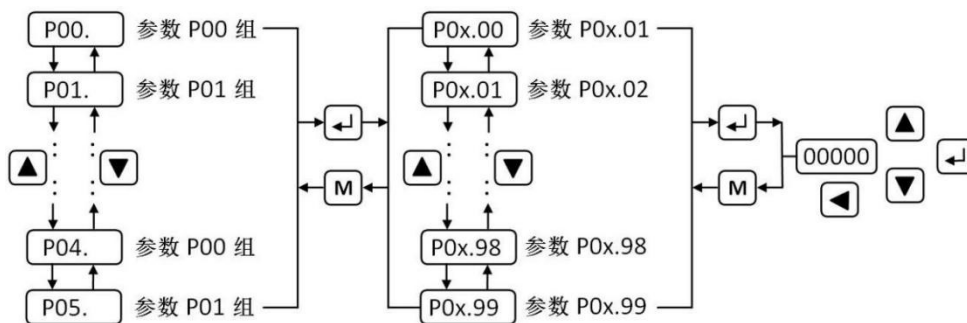 P00. 参数 P00 组 P0x.00 参数 P0x.01
P01. 参数 P01 组 P0x.01 参数 P0x.02
00000
M M
P04. 参数 P00 组 P0x.98 参数 P0x.98
P05. 参数 P01 组 P0x.99 参数 P0x.99